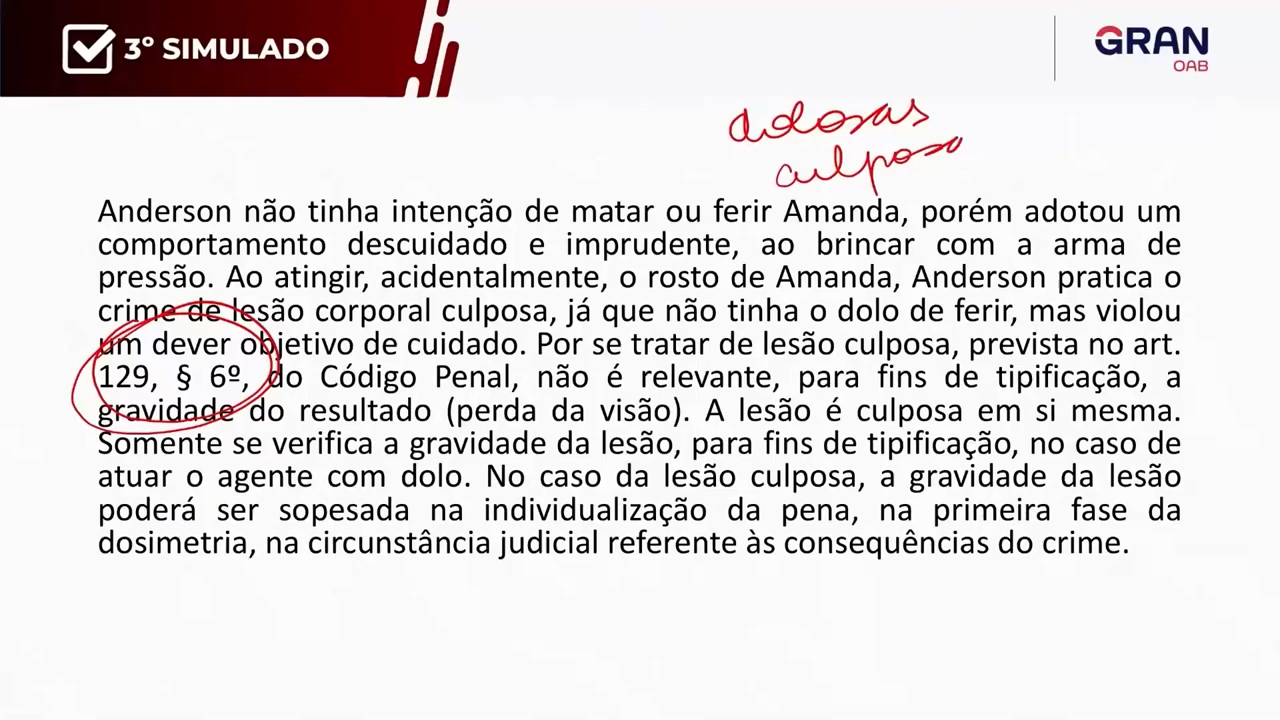 3º SIMULADO
GRAN
OAB
dolosas
culposa
Anderson não tinha intenção de matar ou ferir Amanda, porém adotou um
comportamento descuidado e imprudente, ao brincar com a arma de
pressão. Ao atingir, acidentalmente, o rosto de Amanda, Anderson pratica o
crime de lesão corporal culposa, já que não tinha o dolo de ferir, mas violou
um dever objetivo de cuidado. Por se tratar de lesão culposa, prevista no art.
129, § 6º, do Código Penal, não é relevante, para fins de tipificação, a
gravidade do resultado (perda da visão). A lesão é culposa em si mesma.
Somente se verifica a gravidade da lesão, para fins de tipificação, no caso de
atuar o agente com dolo. No caso da lesão culposa, a gravidade da lesão
poderá ser sopesada na individualização da pena, na primeira fase da
dosimetria, na circunstância judicial referente às consequências do crime.